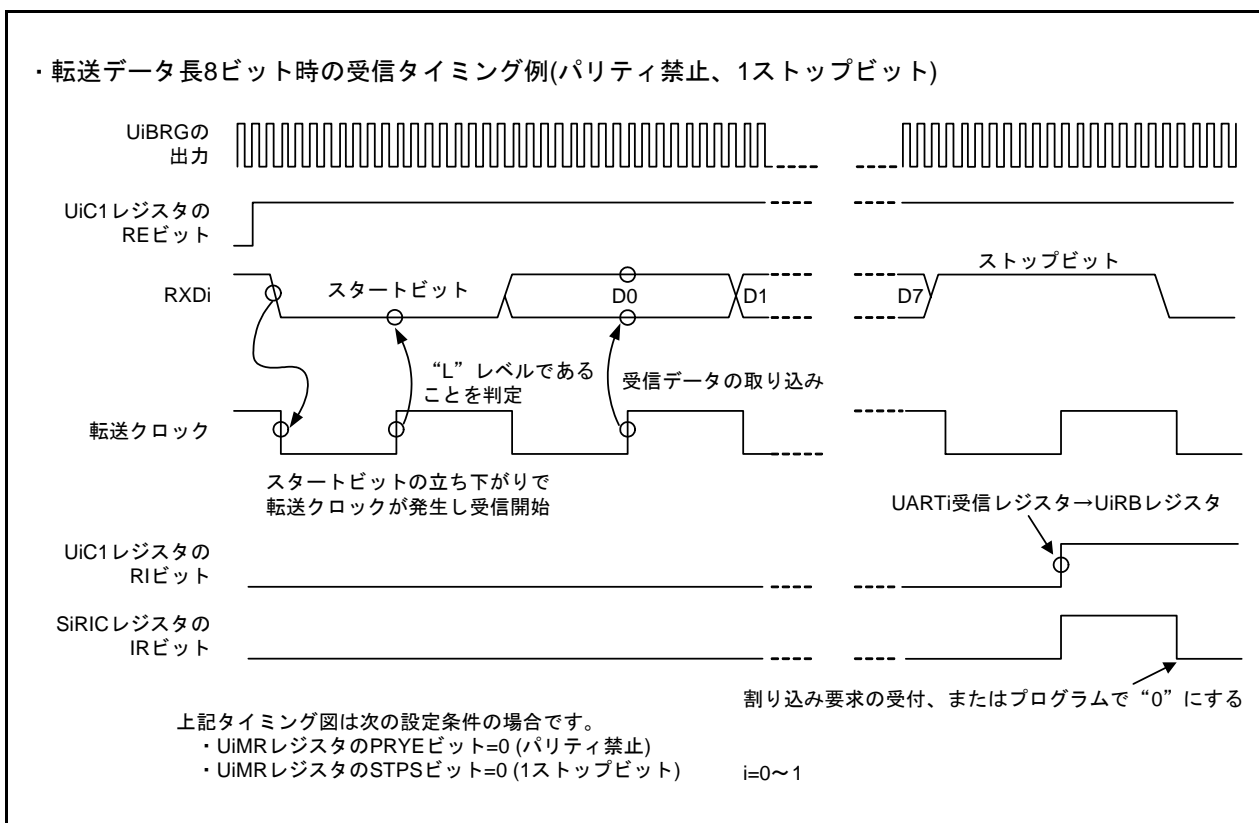 ・転送データ長8ビット時の受信タイミング例(パリティ禁止、1ストップビット)
UiBRGの
出力
UiC1レジスタの
REビット
RXDi
スタートビット
D0
D1
D7
ストップビット
“L”レベルである
ことを判定
受信データの取り込み
転送クロック
スタートビットの立ち下がりで
転送クロックが発生し受信開始
UARTi受信レジスタ→UiRBレジスタ
UiC1レジスタの
RIビット
SiRICレジスタの
IRビット
割り込み要求の受付、またはプログラムで“0”にする
上記タイミング図は次の設定条件の場合です。
・UiMRレジスタのPRYEビット=0 (パリティ禁止)
・UiMRレジスタのSTPSビット=0 (1ストップビット)
i=0～1